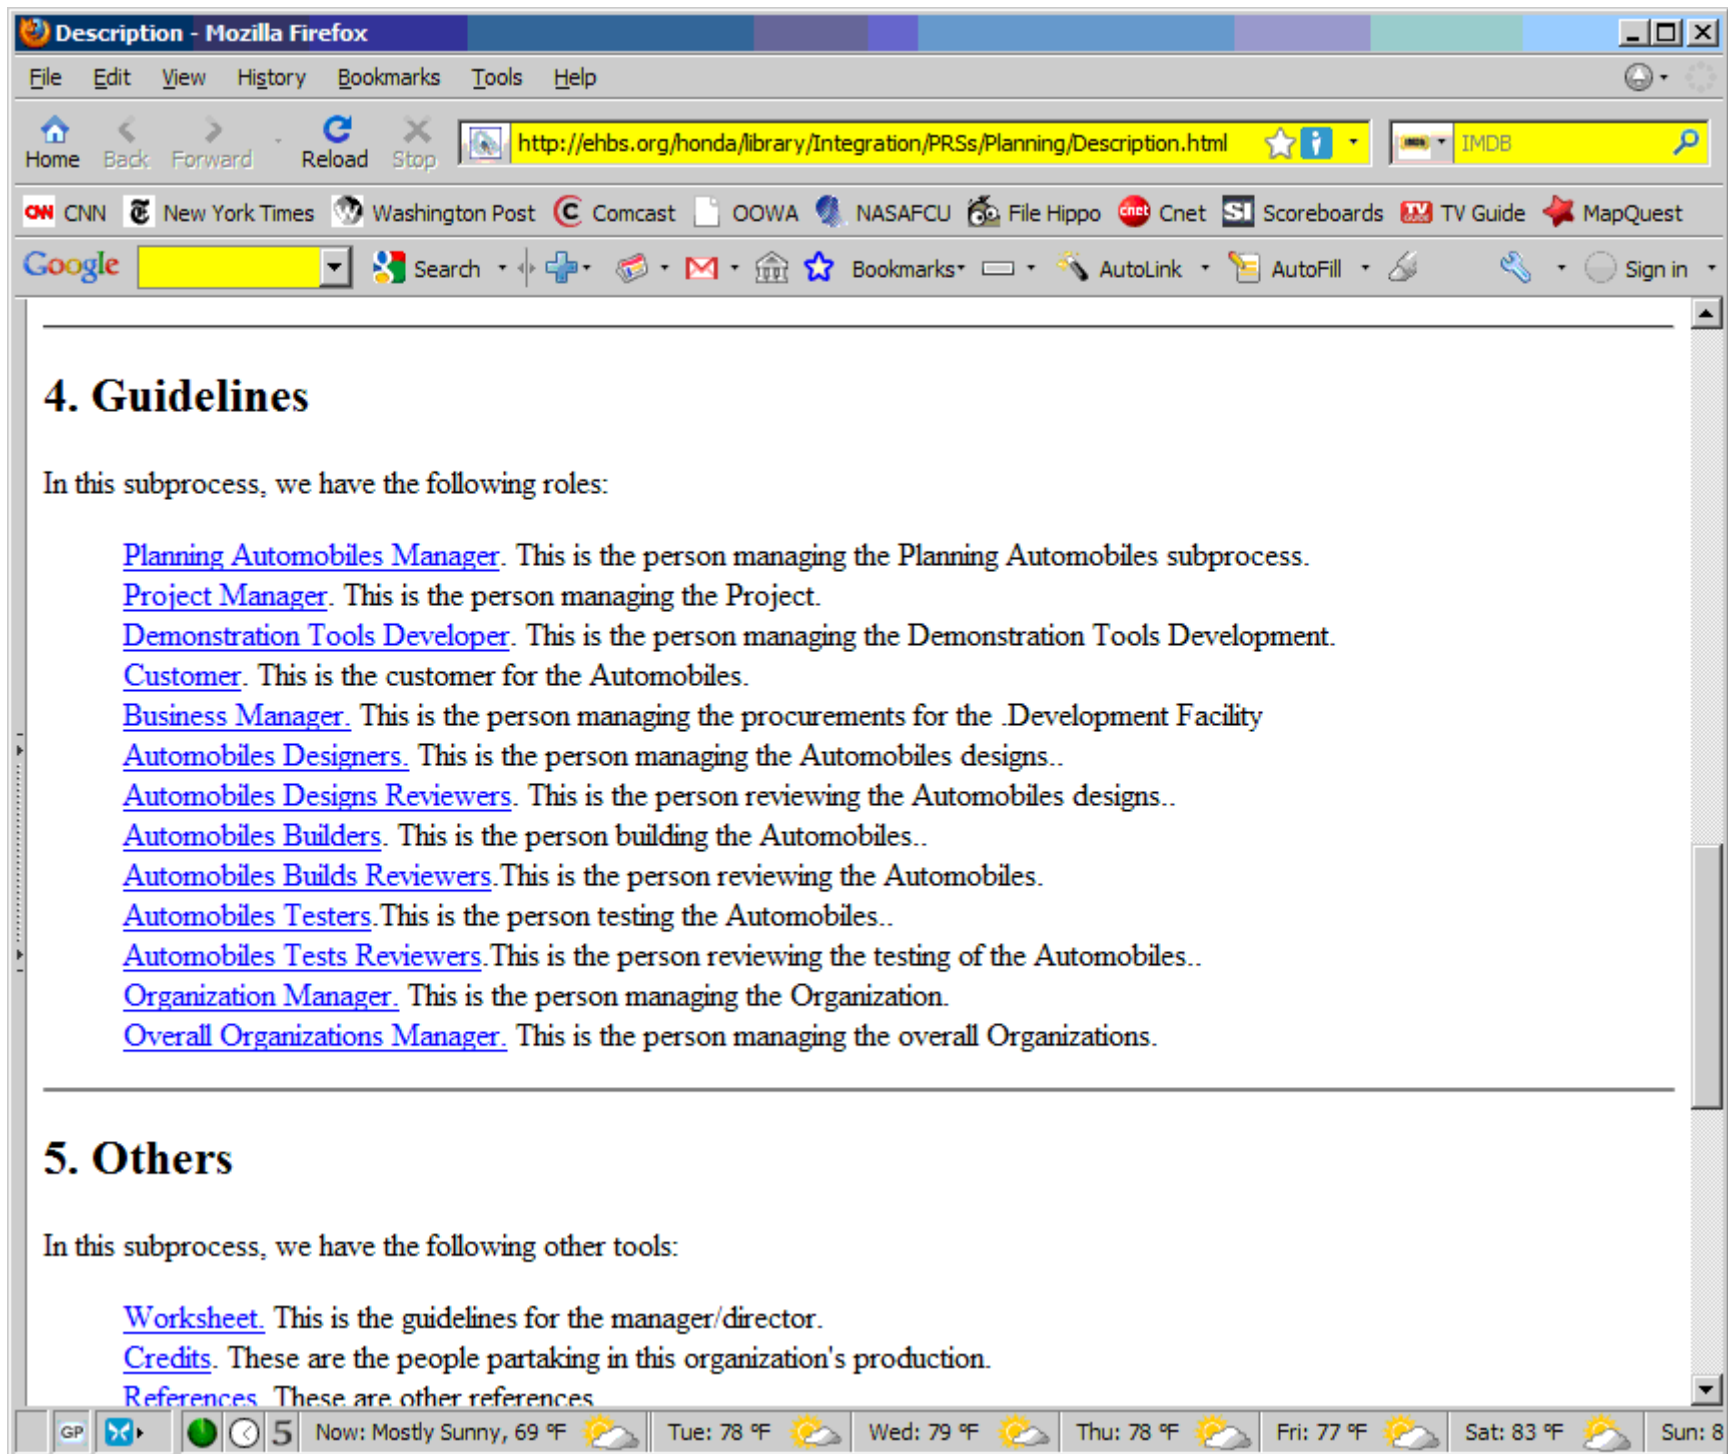 Description - Mozilla Firefox
File Edit View History Bookmarks Tools Help
Home Back Forward Reload Stop http://ehbs.org/honda/library/Integration/PRSs/Planning/Description.html IMDB
CNN CNN New York Times Washington Post Comcast OOWA NASAFCU File Hippo cnet Cnet SI Scoreboards TV GUIDE TV Guide MapQuest
Google Search Bookmarks AutoLink AutoFill Sign in
4. Guidelines
In this subprocess, we have the following roles:
Planning Automobiles Manager. This is the person managing the Planning Automobiles subprocess.
Project Manager. This is the person managing the Project.
Demonstration Tools Developer. This is the person managing the Demonstration Tools Development.
Customer. This is the customer for the Automobiles.
Business Manager. This is the person managing the procurements for the .Development Facility
Automobiles Designers. This is the person managing the Automobiles designs..
Automobiles Designs Reviewers. This is the person reviewing the Automobiles designs..
Automobiles Builders. This is the person building the Automobiles..
Automobiles Builds Reviewers.This is the person reviewing the Automobiles.
Automobiles Testers.This is the person testing the Automobiles..
Automobiles Tests Reviewers.This is the person reviewing the testing of the Automobiles..
Organization Manager. This is the person managing the Organization.
Overall Organizations Manager. This is the person managing the overall Organizations.
5. Others
In this subprocess, we have the following other tools:
Worksheet. This is the guidelines for the manager/director.
Credits. These are the people partaking in this organization's production.
References. These are other references
GP 5 Now: Mostly Sunny, 69 °F Tue: 78 °F Wed: 79 °F Thu: 78 °F Fri: 77 °F Sat: 83 °F Sun: 8